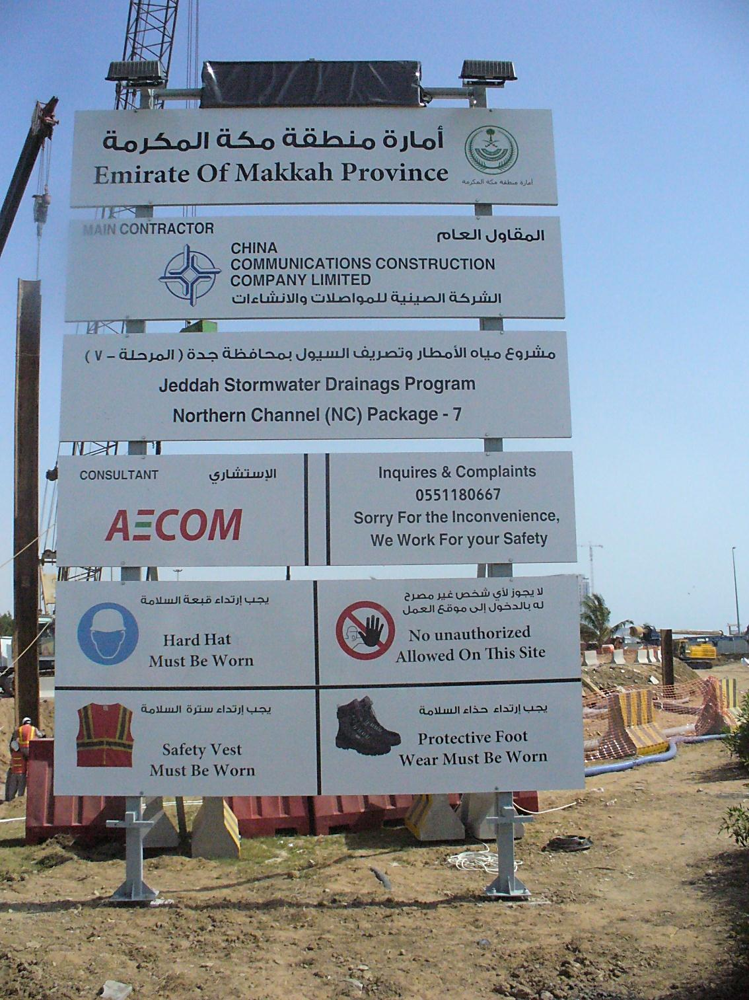 أمارة منطقة مكة المكرمة
Emirate Of Makkah Province
أمارة منطقة مكة المكرمة
MAIN CONTRACTOR
المقاول العام
CHINA
COMMUNICATIONS CONSTRUCTION
COMPANY LIMITED
الشركة الصينية للمواصلات والانشاءات
مشروع مياه الأمطار وتصريف السيول بمحافظة جدة (المرحلة - ٧)
Jeddah Stormwater Drainags Program
Northern Channel (NC) Package - 7
CONSULTANT
الإستشاري
AECOM
Inquires & Complaints
0551180667
Sorry For the Inconvenience,
We Work For your Safety
يجب إرتداء قبعة السلامة
Hard Hat
Must Be Worn
لا يجوز لأي شخص غير مصرح
له بالدخول إلى موقع العمل
No unauthorized
Allowed On This Site
يجب إرتداء سترة السلامة
Safety Vest
Must Be Worn
يجب إرتداء حذاء السلامة
Protective Foot
Wear Must Be Worn